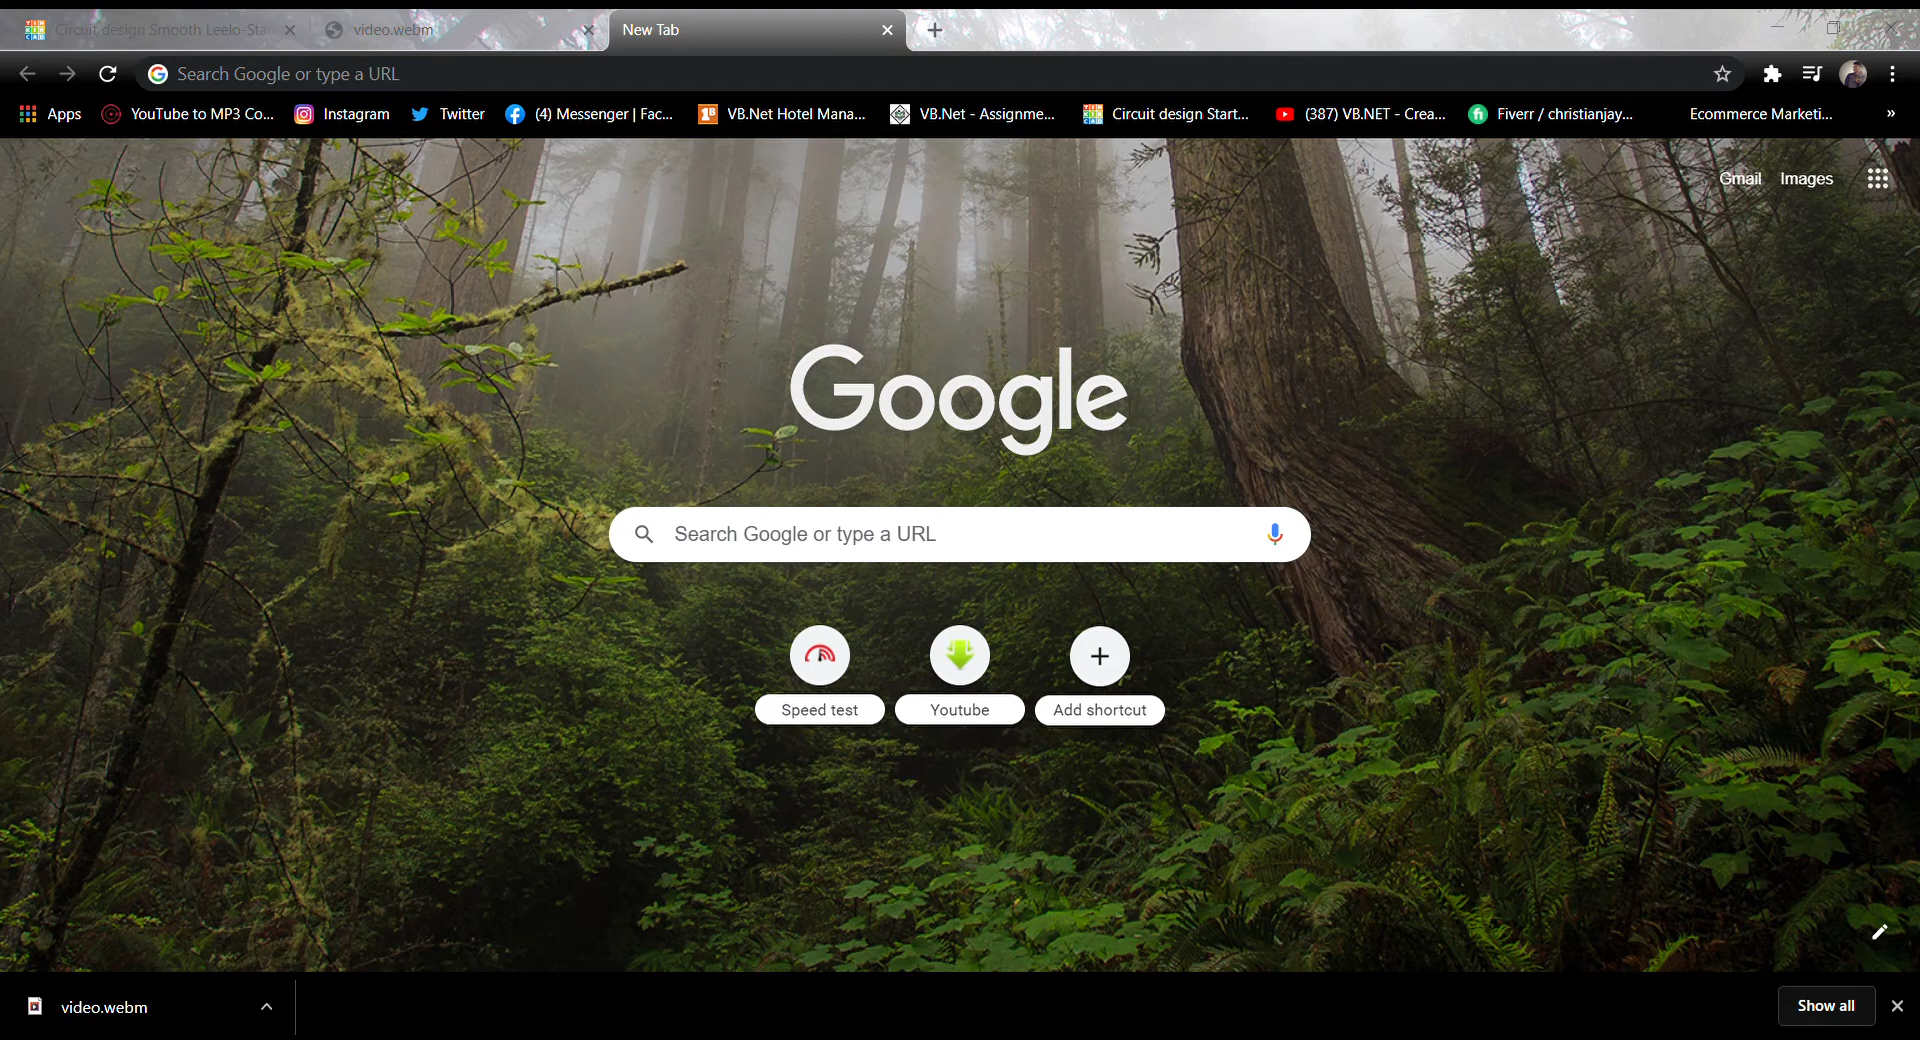 Circuit design Smooth Leelo-Sta
video.webm
New Tab
Search Google or type a URL
Apps
YouTube to MP3 Co...
Instagram
Twitter
(4) Messenger | Fac...
VB.Net Hotel Mana...
VB.Net - Assignme...
Circuit design Start...
(387) VB.NET - Crea...
Fiverr / christianjay...
Ecommerce Marketi...
»
Gmail
Images
Google
Search Google or type a URL
Speed test
Youtube
Add shortcut
video.webm
Show all